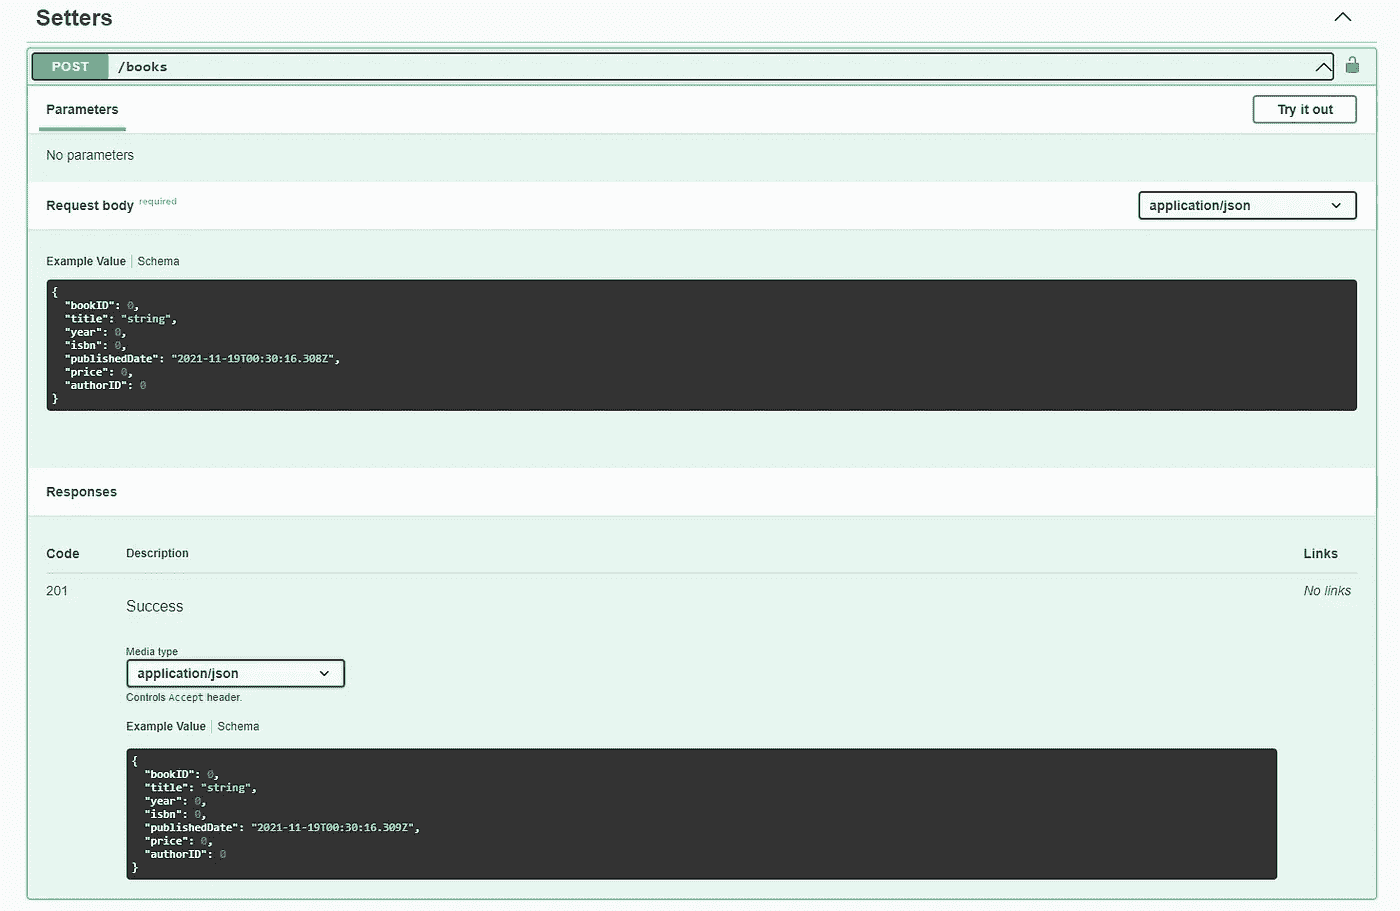 Setters
POST /books
Parameters
Try it out
No parameters
Request body required
application/json
Example Value | Schema
{
"bookID": 0,
"title": "string",
"year": 0,
"isbn": 0,
"publishedDate": "2021-11-19T00:30:16.308Z",
"price": 0,
"authorID": 0
}
Responses
Code Description Links
201 Success No links
Media type
application/json
Controls Accept header.
Example Value | Schema
{
"bookID": 0,
"title": "string",
"year": 0,
"isbn": 0,
"publishedDate": "2021-11-19T00:30:16.309Z",
"price": 0,
"authorID": 0
}